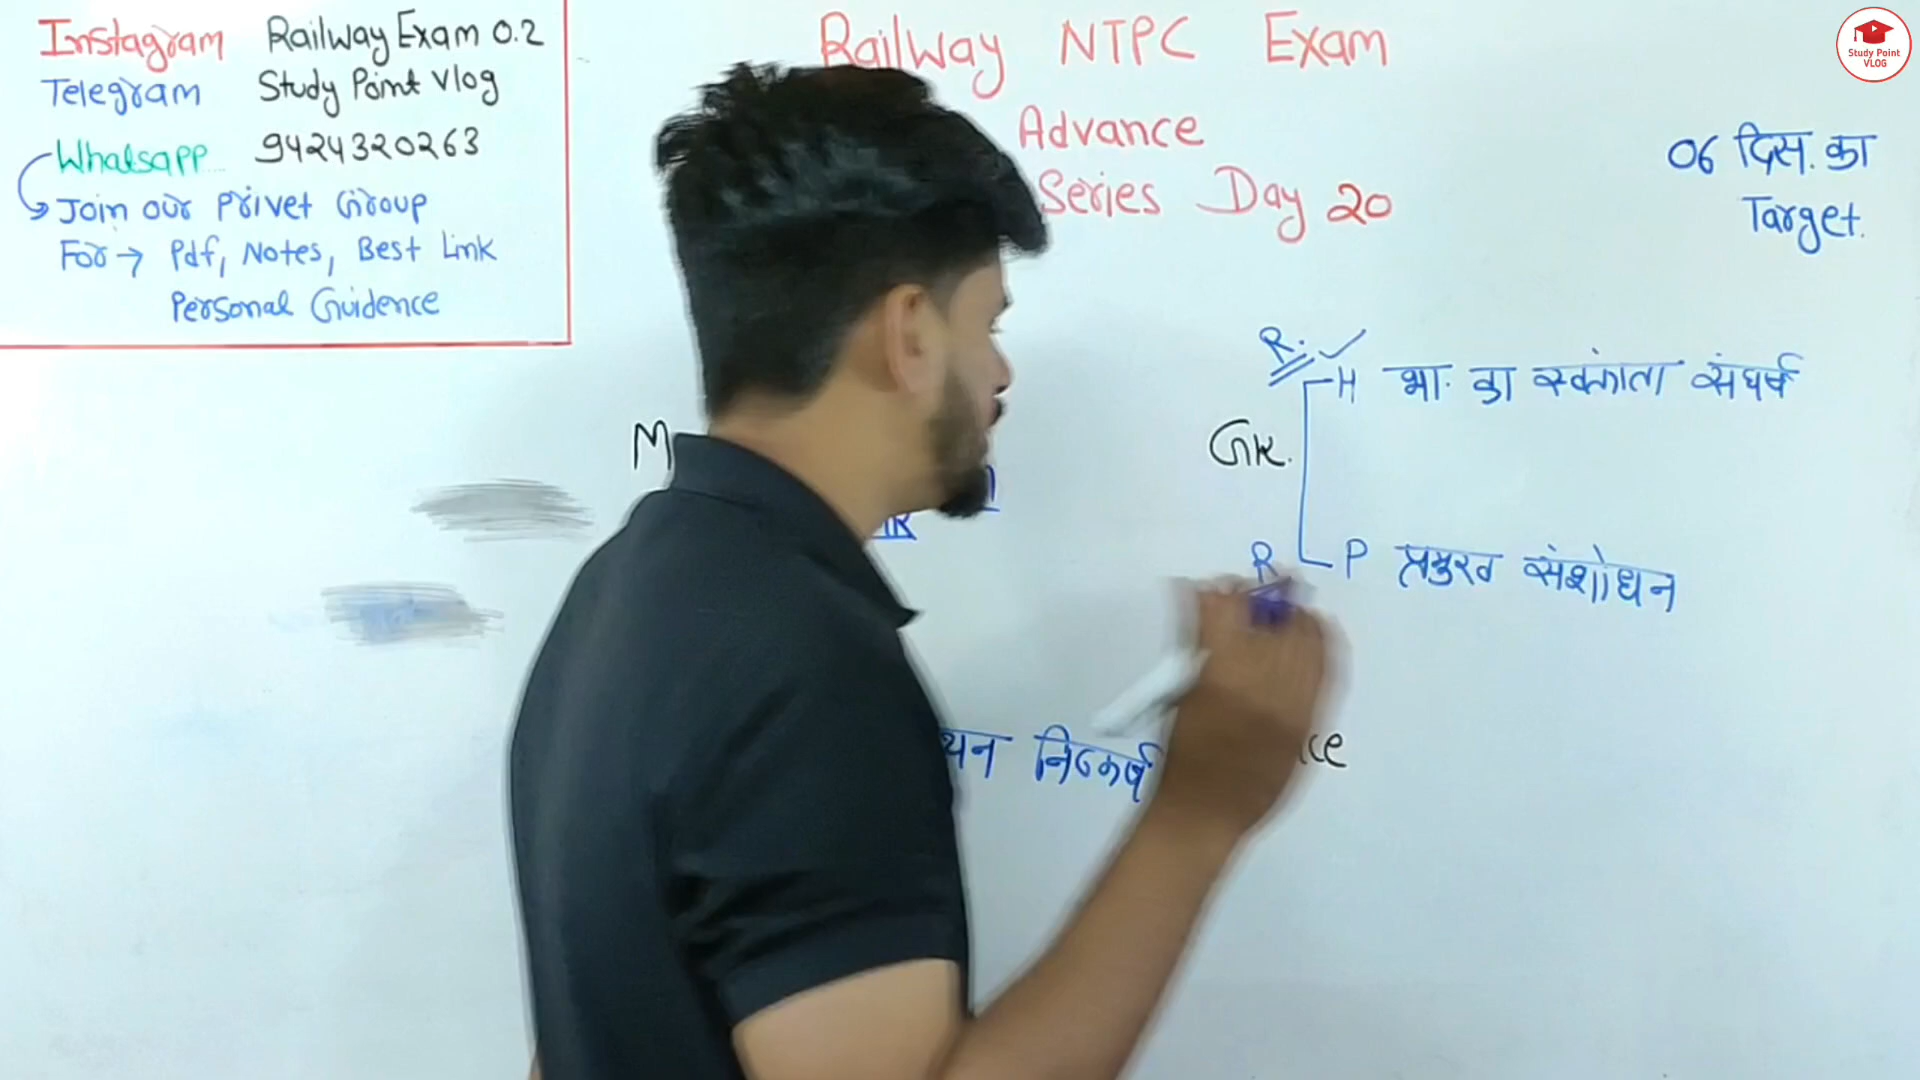 Instagram Railway Exam 0.2
Telegram Study Point Vlog
Whatsapp 9424320263
Join our Privet Group
For → Pdf, Notes, Best Link
Personal Guidence
Railway NTPC Exam
Advance
Series Day 20
Study Point
VLOG
06 दिस. का
Target.
R.
H भा. का स्वतंत्रता संघर्ष
M
GK.
R
P प्रमुख संशोधन
निष्कर्ष